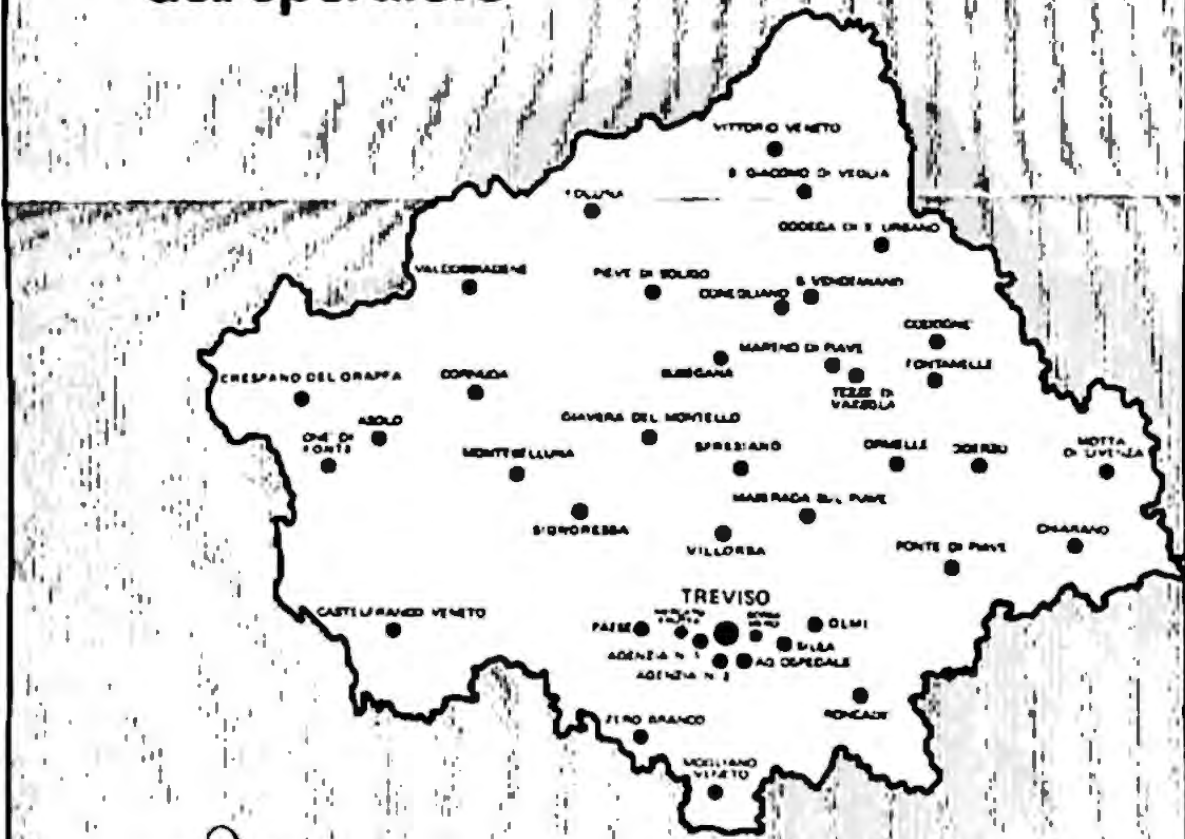 dell'operatore
VITTORIO VENETO
S. GIACOMO DI VEGLIA
FOLLINA
CODEGA DI S. URBANO
VALDOBBIADENE
PIEVE DI SOLIGO
CONEGLIANO
S. VENDEMIANO
CODOGNE'
MARENO DI PIAVE
SUSEGANA
FONTANELLE
TEZZE DI
VAZZOLA
CRESPANO DEL GRAPPA
CORNUDA
ASOLO
GIAVERA DEL MONTELLO
ONE' DI
FONTE
MONTEBELLUNA
SPRESIANO
ORMELLE
ODERZO
MOTTA
DI LIVENZA
MASERADA SUL PIAVE
SIGNORESSA
VILLORBA
CHIARANO
PONTE DI PIAVE
TREVISO
CASTELFRANCO VENETO
PAESE
OLMI
SILEA
AGENZIA N. 1
AG. OSPEDALE
AGENZIA N. 2
RONCADE
ZERO BRANCO
MOGLIANO
VENETO